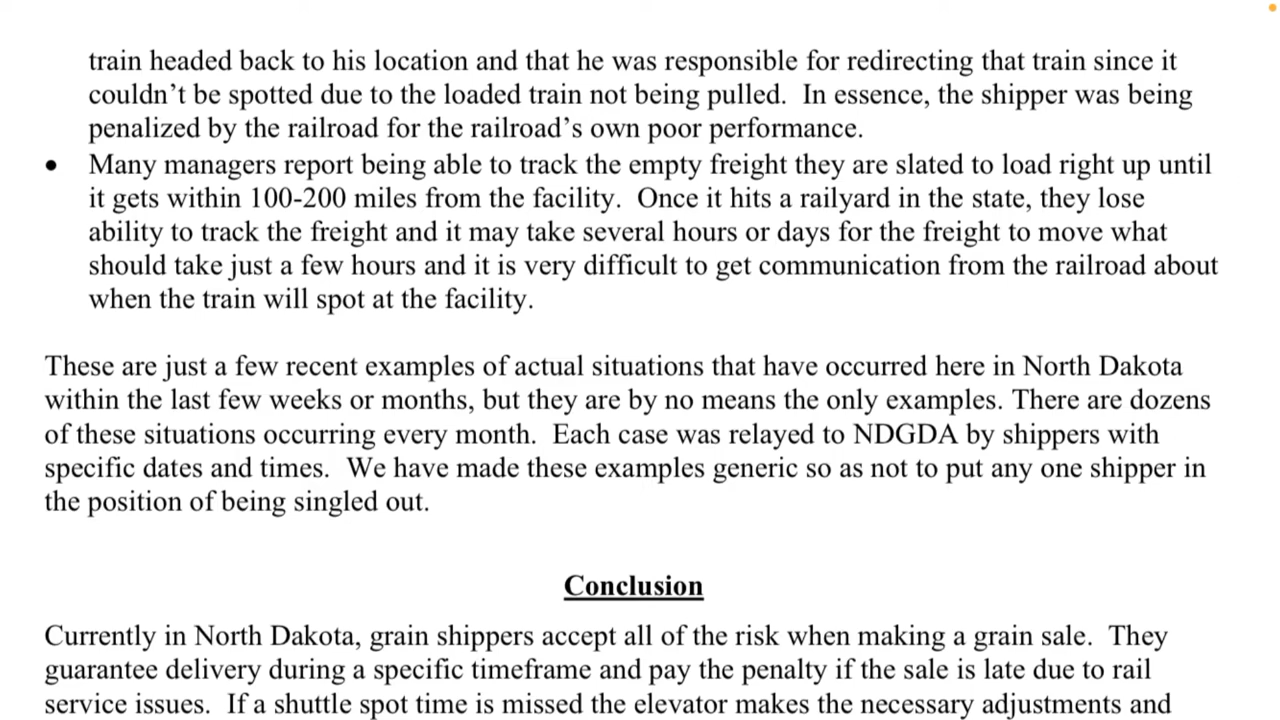 train headed back to his location and that he was responsible for redirecting that train since it
couldn’t be spotted due to the loaded train not being pulled.  In essence, the shipper was being
penalized by the railroad for the railroad’s own poor performance.
• Many managers report being able to track the empty freight they are slated to load right up until
it gets within 100-200 miles from the facility.  Once it hits a railyard in the state, they lose
ability to track the freight and it may take several hours or days for the freight to move what
should take just a few hours and it is very difficult to get communication from the railroad about
when the train will spot at the facility.
These are just a few recent examples of actual situations that have occurred here in North Dakota
within the last few weeks or months, but they are by no means the only examples. There are dozens
of these situations occurring every month.  Each case was relayed to NDGDA by shippers with
specific dates and times.  We have made these examples generic so as not to put any one shipper in
the position of being singled out.
Conclusion
Currently in North Dakota, grain shippers accept all of the risk when making a grain sale.  They
guarantee delivery during a specific timeframe and pay the penalty if the sale is late due to rail
service issues.  If a shuttle spot time is missed the elevator makes the necessary adjustments and